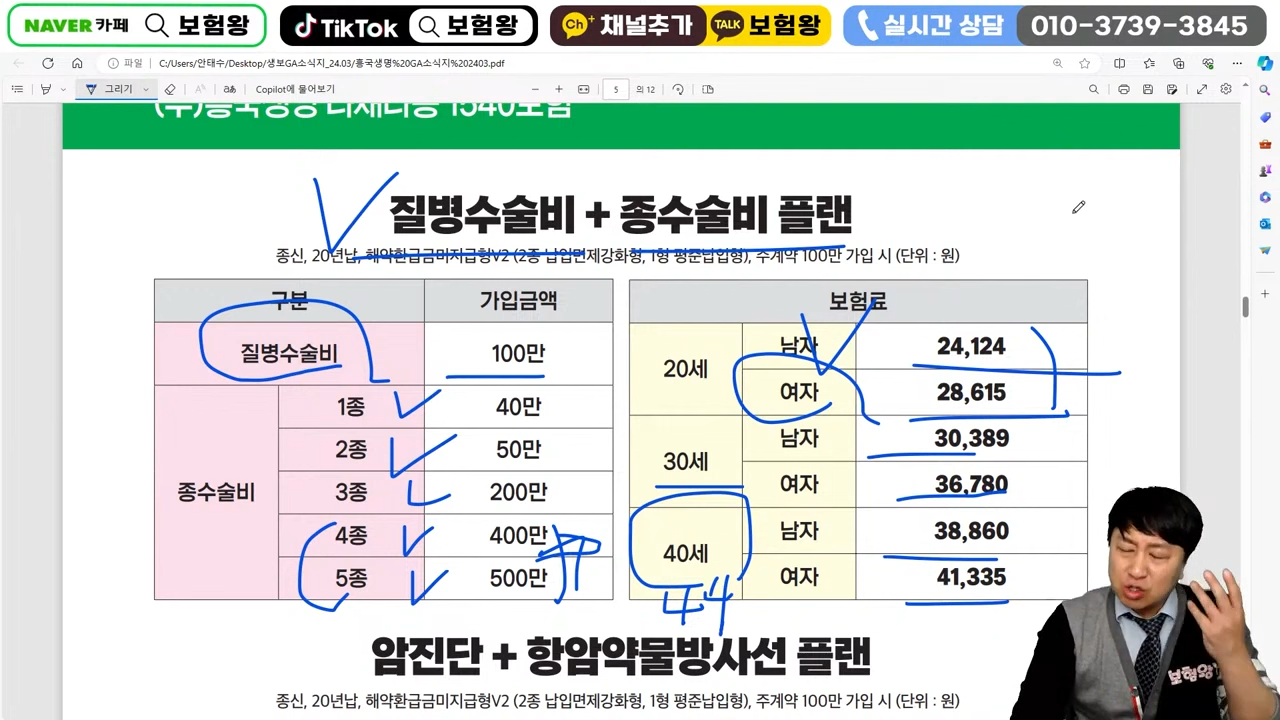 NAVER 카페 보험왕 TikTok 보험왕 Ch+ 채널추가 TALK 보험왕 실시간 상담 010-3739-3845
파일 C:/Users/안태수/Desktop/생보GA소식지_24.03/흥국생명%20GA소식지%202403.pdf
그리기 Copilot에 물어보기 5 의 12
질병수술비 + 종수술비 플랜
종신, 20년납, 해약환급금미지급형V2 (2종 납입면제강화형, 1형 평준납입형), 주계약 100만 가입 시 (단위 : 원)
구분 가입금액 보험료
질병수술비 100만
종수술비
1종 40만
2종 50만
3종 200만
4종 400만
5종 500만
20세 남자 24,124
여자 28,615
30세 남자 30,389
여자 36,780
40세 남자 38,860
여자 41,335
44
암진단 + 항암약물방사선 플랜
종신, 20년납, 해약환급금미지급형V2 (2종 납입면제강화형, 1형 평준납입형), 주계약 100만 가입 시 (단위 : 원)
보험왕